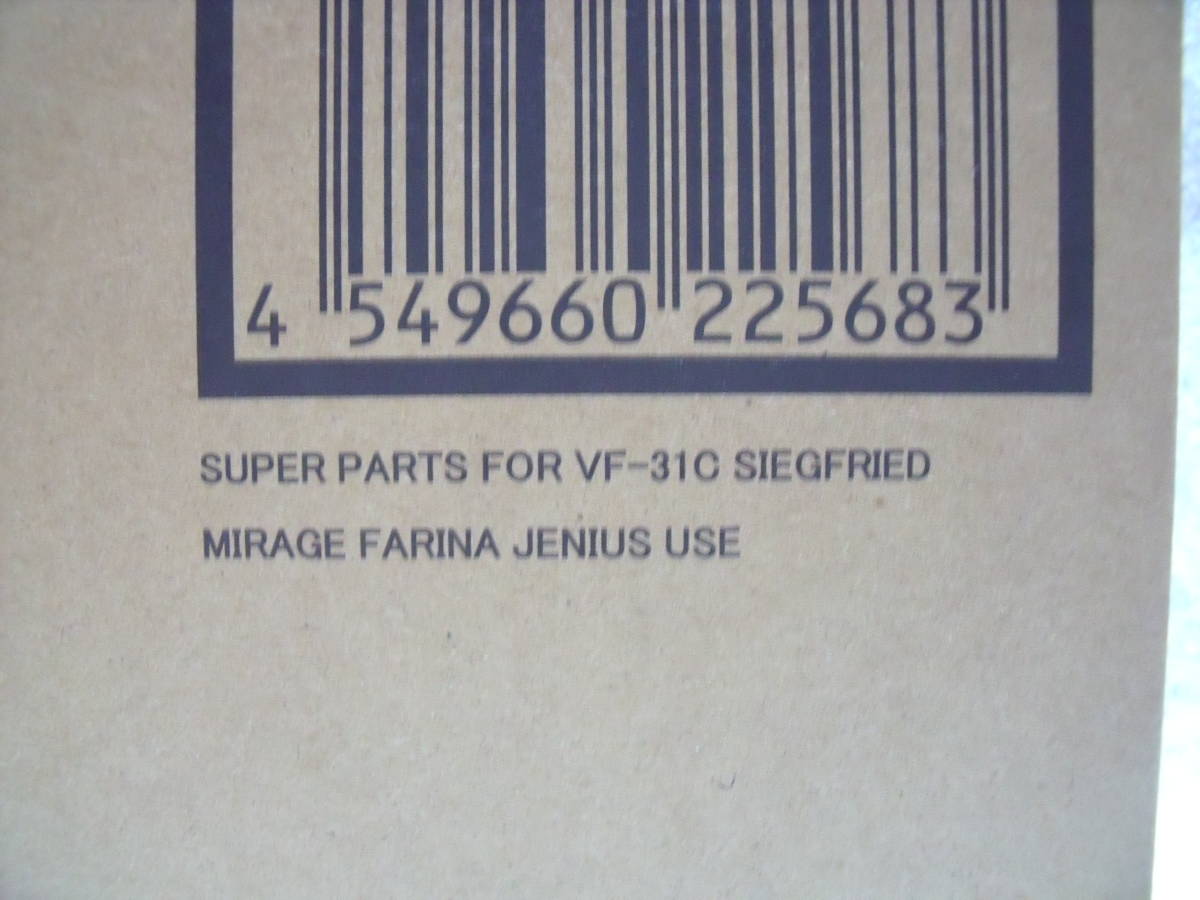 4 549660 225683
SUPER PARTS FOR VF-31C SIEGFRIED
MIRAGE FARINA JENIUS USE